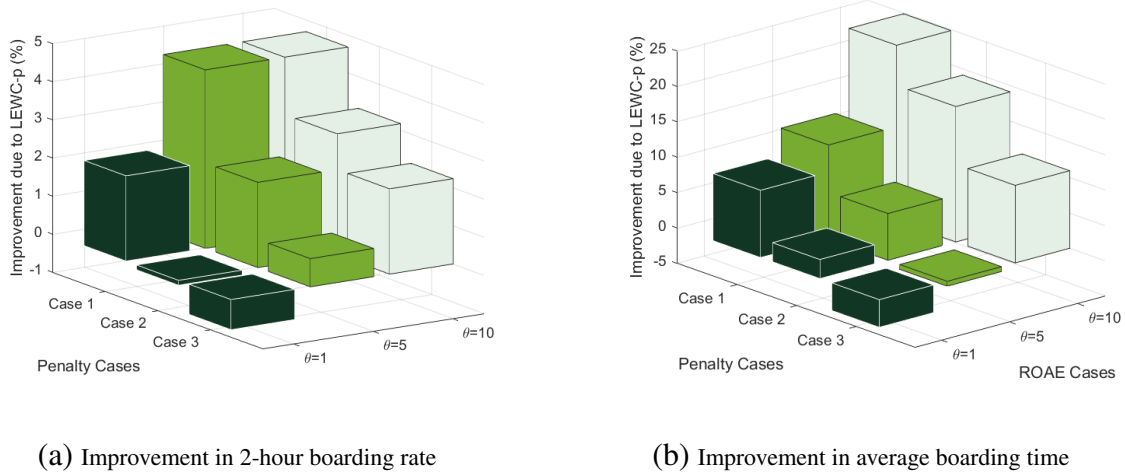 Improvement due to LEWC-p (%)
5
4
3
2
1
0
-1
Case 1
Case 2
Case 3
Penalty Cases
θ=1
θ=5
θ=10
(a) Improvement in 2-hour boarding rate
Improvement due to LEWC-p (%)
25
20
15
10
5
0
-5
Case 1
Case 2
Case 3
Penalty Cases
θ=1
θ=5
θ=10
ROAE Cases
(b) Improvement in average boarding time